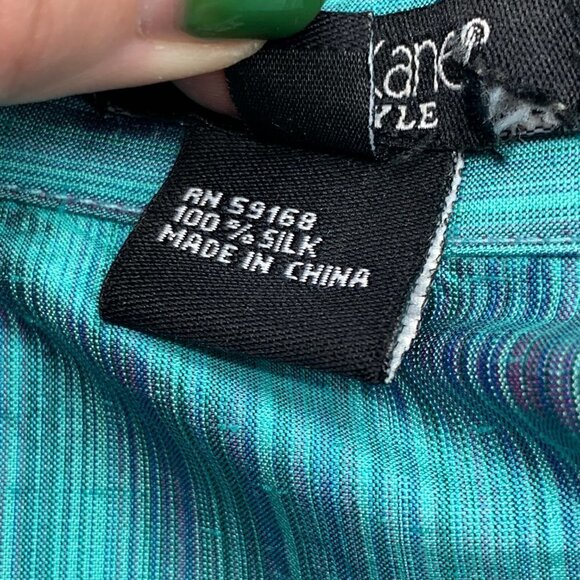 Kane®
YLE
RN 59168
100% SILK
MADE IN CHINA